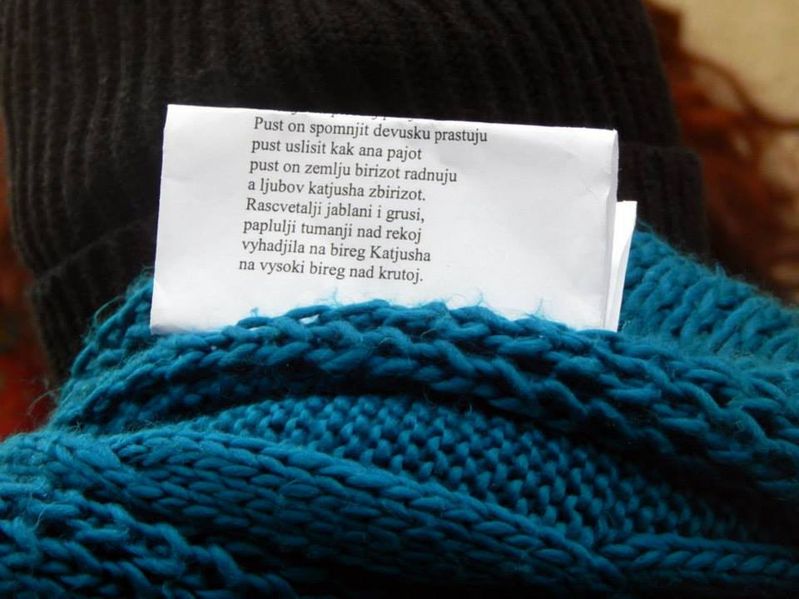 Pust on spomnjit devusku prastuju
pust uslisit kak ana pajot
pust on zemlju birizot radnuju
a ljubov katjusha zbirizot.
Rascvetalji jablani i grusi,
paplulji tumanji nad rekoj
vyhadjila na bireg Katjusha
na vysoki bireg nad krutoj.